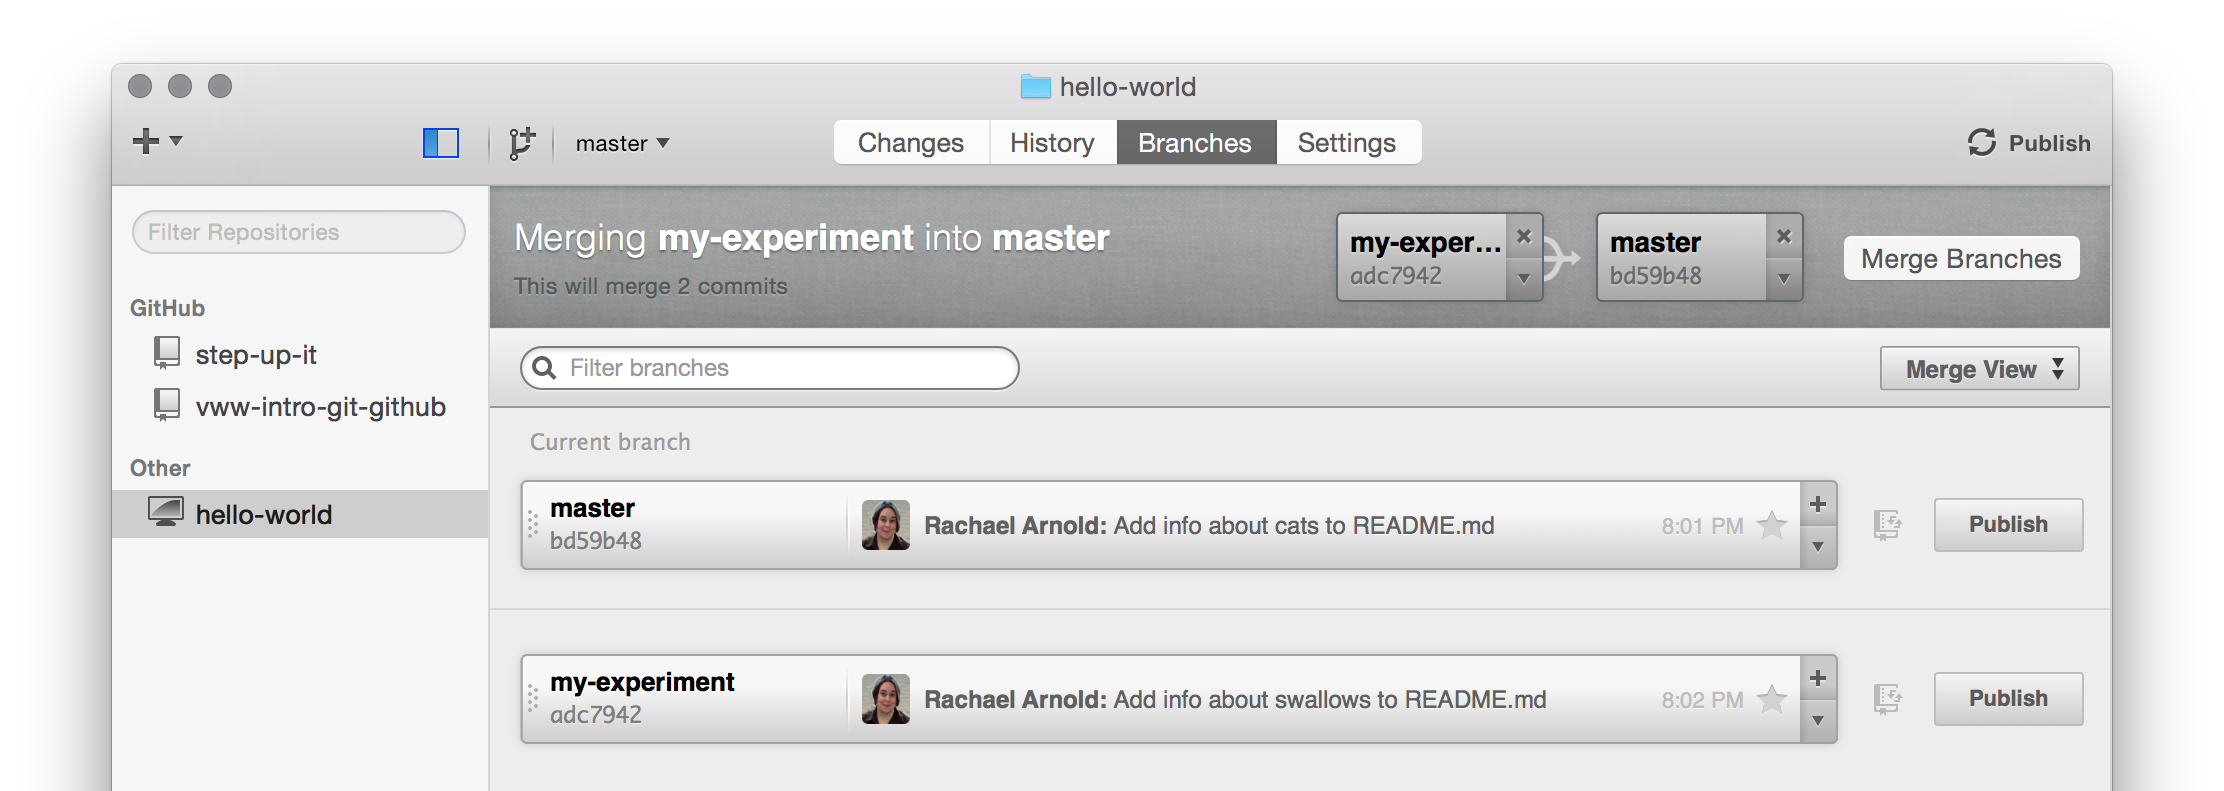 hello-world
master
Changes
History
Branches
Settings
Publish
Filter Repositories
GitHub
step-up-it
vww-intro-git-github
Other
hello-world
Merging my-experiment into master
This will merge 2 commits
my-exper...
adc7942
master
bd59b48
Merge Branches
Filter branches
Merge View
Current branch
master
bd59b48
Rachael Arnold: Add info about cats to README.md
8:01 PM
Publish
my-experiment
adc7942
Rachael Arnold: Add info about swallows to README.md
8:02 PM
Publish